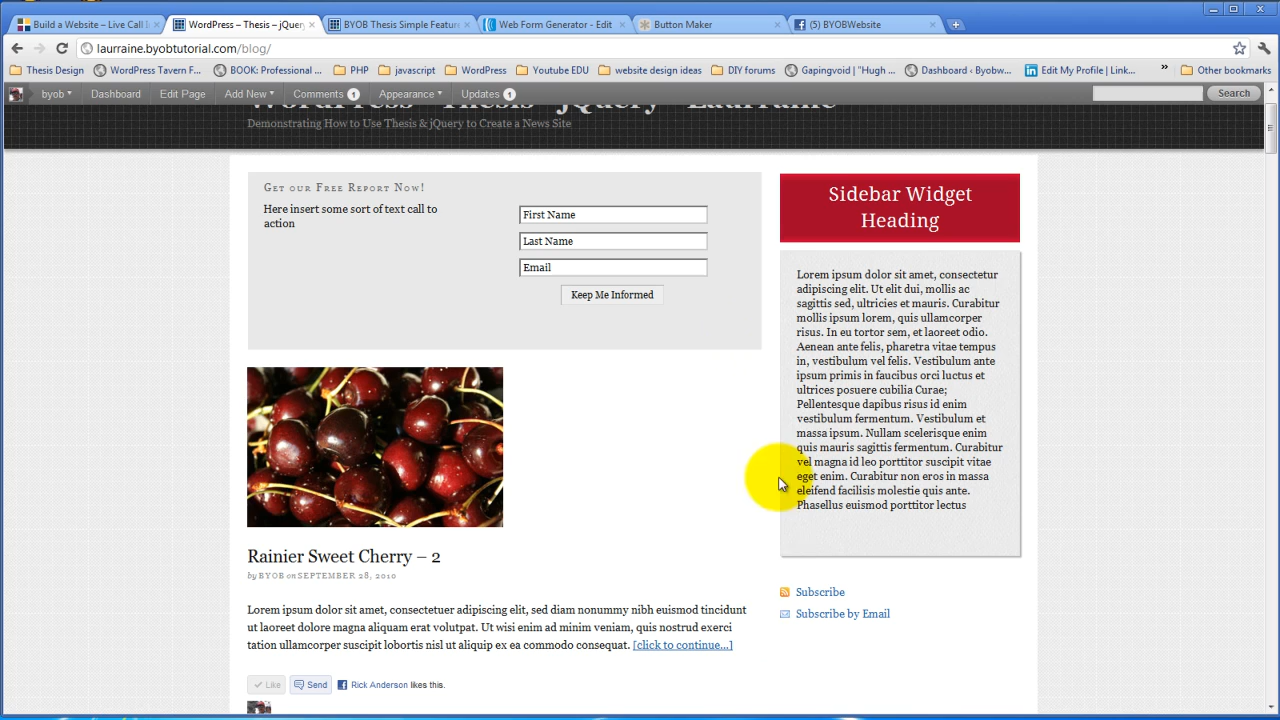 Build a Website – Live Call I
WordPress – Thesis – jQuery
BYOB Thesis Simple Feature
Web Form Generator - Edit
Button Maker
(5) BYOBWebsite
laurraine.byobtutorial.com/blog/
Thesis Design
WordPress Tavern F...
BOOK: Professional ...
PHP
javascript
WordPress
Youtube EDU
website design ideas
DIY forums
Gapingvoid | "Hugh ...
Dashboard ‹ Byobw...
Edit My Profile | Link...
»
Other bookmarks
byob
Dashboard
Edit Page
Add New
Comments 1
Appearance
Updates 1
Search
WordPress - Thesis - jQuery - Laurraine
Demonstrating How to Use Thesis & jQuery to Create a News Site
Get our Free Report Now!
Here insert some sort of text call to
action
First Name
Last Name
Email
Keep Me Informed
Rainier Sweet Cherry – 2
by BYOB on SEPTEMBER 28, 2010
Lorem ipsum dolor sit amet, consectetuer adipiscing elit, sed diam nonummy nibh euismod tincidunt
ut laoreet dolore magna aliquam erat volutpat. Ut wisi enim ad minim veniam, quis nostrud exerci
tation ullamcorper suscipit lobortis nisl ut aliquip ex ea commodo consequat. [click to continue…]
Like
Send
Rick Anderson likes this.
Sidebar Widget
Heading
Lorem ipsum dolor sit amet, consectetur
adipiscing elit. Ut elit dui, mollis ac
sagittis sed, ultricies et mauris. Curabitur
mollis ipsum lorem, quis ullamcorper
risus. In eu tortor sem, et laoreet odio.
Aenean ante felis, pharetra vitae tempus
in, vestibulum vel felis. Vestibulum ante
ipsum primis in faucibus orci luctus et
ultrices posuere cubilia Curae;
Pellentesque dapibus risus id enim
vestibulum fermentum. Vestibulum et
massa ipsum. Nullam scelerisque enim
quis mauris sagittis fermentum. Curabitur
vel magna id leo porttitor suscipit vitae
eget enim. Curabitur non eros in massa
eleifend facilisis molestie quis ante.
Phasellus euismod porttitor lectus
Subscribe
Subscribe by Email